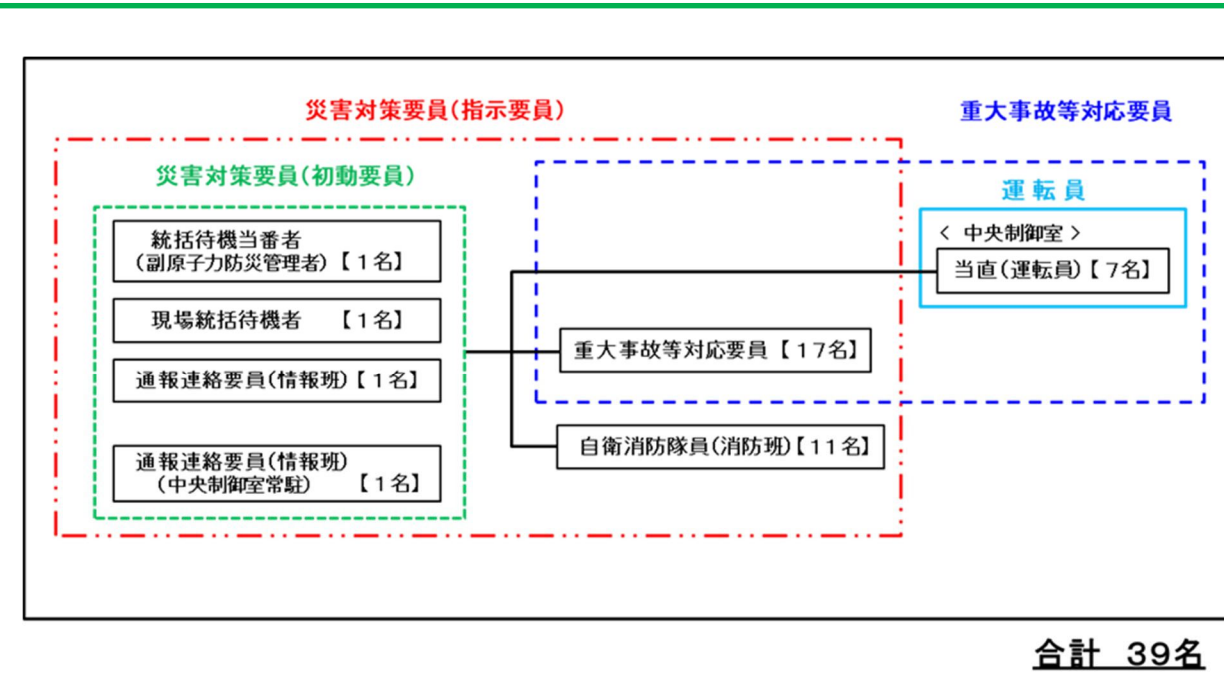 災害対策要員(指示要員)
重大事故等対応要員
災害対策要員(初動要員)
運転員
統括待機当番者
(副原子力防災管理者)【1名】
現場統括待機者 【1名】
通報連絡要員(情報班)【1名】
通報連絡要員(情報班)
(中央制御室常駐) 【1名】
< 中央制御室 >
当直(運転員)【7名】
重大事故等対応要員【17名】
自衛消防隊員(消防班)【11名】
合計 39名